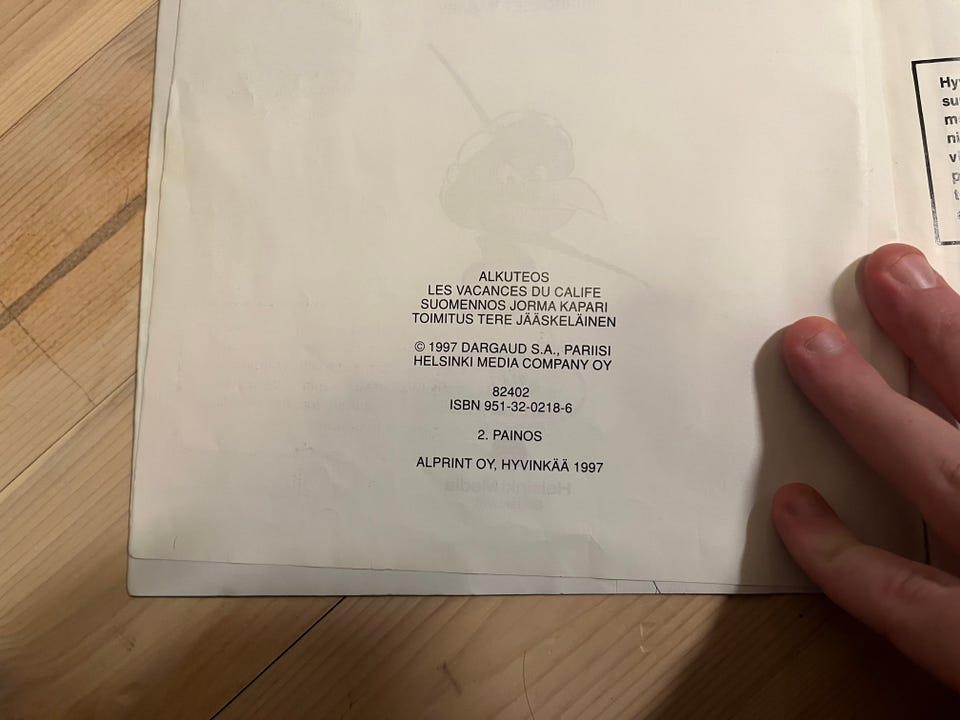 ALKUTEOS
LES VACANCES DU CALIFE
SUOMENNOS JORMA KAPARI
TOIMITUS TERE JÄÄSKELÄINEN
© 1997 DARGAUD S.A., PARIISI
HELSINKI MEDIA COMPANY OY
82402
ISBN 951-32-0218-6
2. PAINOS
ALPRINT OY, HYVINKÄÄ 1997